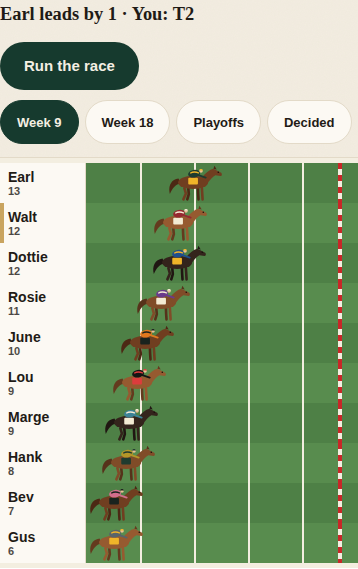 Earl leads by 1 · You: T2
Run the race
Week 9
Week 18
Playoffs
Decided
Earl
13
Walt
12
Dottie
12
Rosie
11
June
10
Lou
9
Marge
9
Hank
8
Bev
7
Gus
6